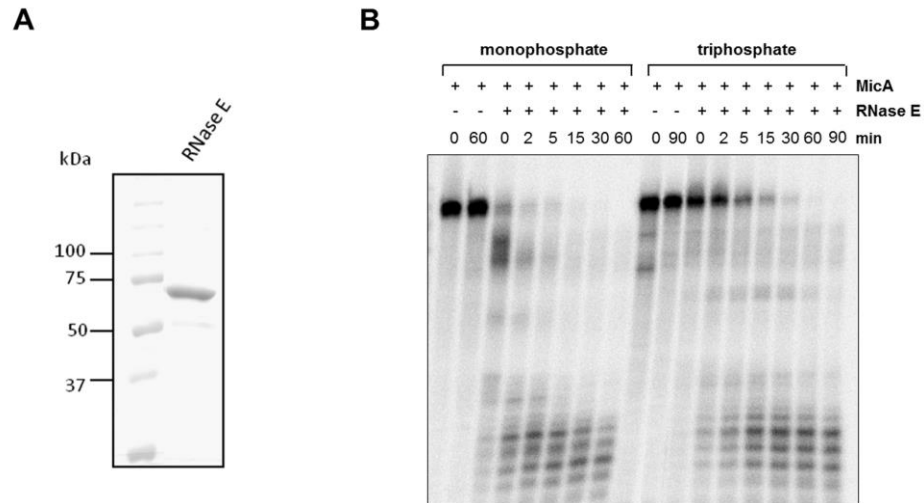 A
RNase E
kDa
100
75
50
37
B
monophosphate triphosphate
+ + + + + + + + + + + + + + + + + MicA
- - + + + + + + - - + + + + + + + RNase E
0 60 0 2 5 15 30 60 0 90 0 2 5 15 30 60 90 min